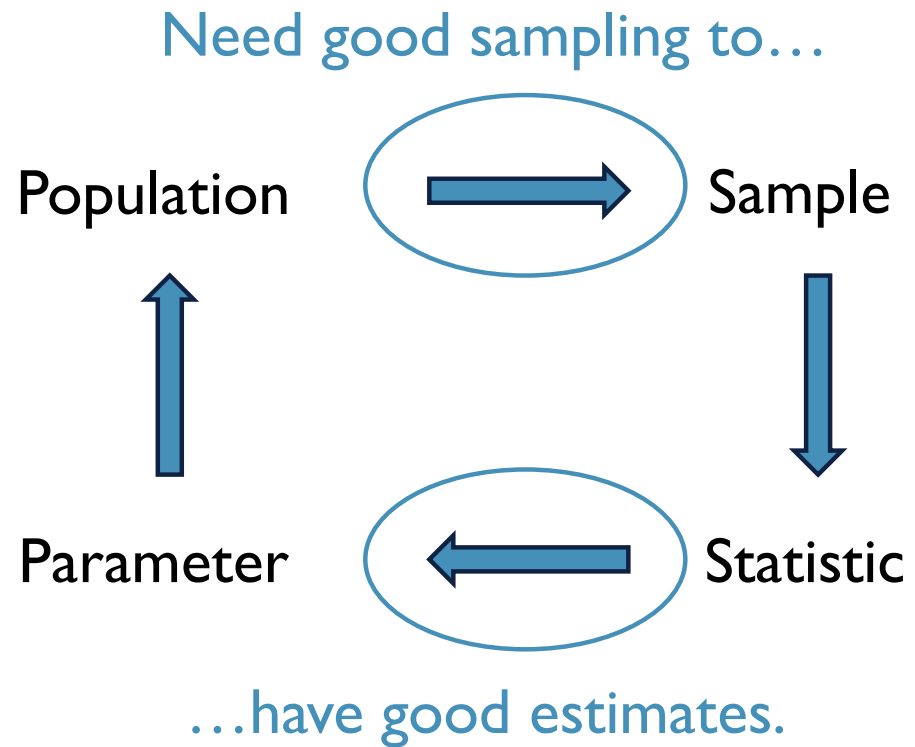 Need good sampling to…
Population
Sample
Parameter
Statistic
…have good estimates.